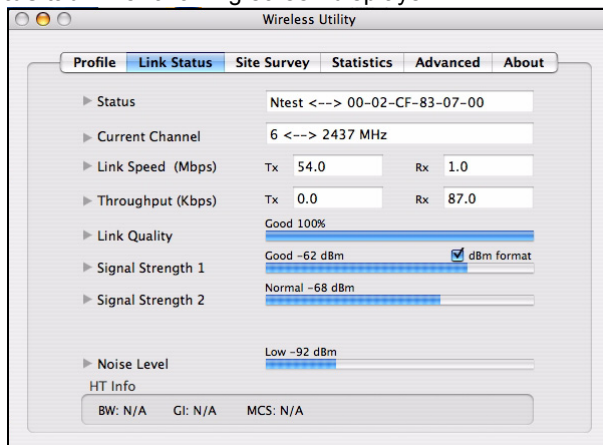 Wireless Utility
Profile Link Status Site Survey Statistics Advanced About
Status Ntest <--> 00-02-CF-83-07-00
Current Channel 6 <--> 2437 MHz
Link Speed (Mbps) Tx 54.0 Rx 1.0
Throughput (Kbps) Tx 0.0 Rx 87.0
Link Quality Good 100%
Signal Strength 1 Good -62 dBm dBm format
Signal Strength 2 Normal -68 dBm
Noise Level Low -92 dBm
HT Info
BW: N/A GI: N/A MCS: N/A